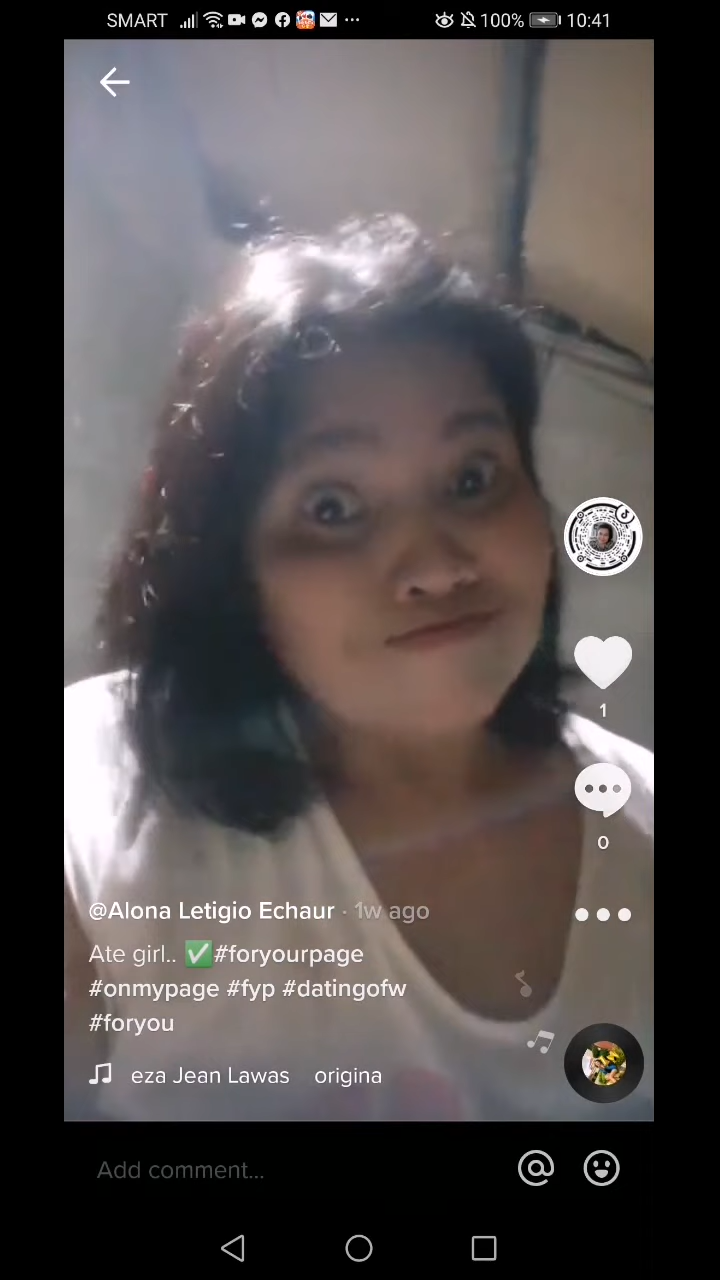 SMART 100% 10:41
1
0
@Alona Letigio Echaur · 1w ago
Ate girl.. ✅#foryourpage
#onmypage #fyp #datingofw
#foryou
eza Jean Lawas origina
Add comment...